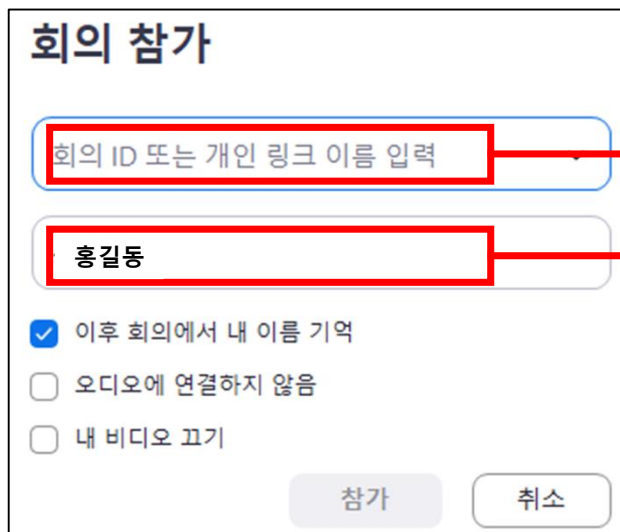 회의 참가
회의 ID 또는 개인 링크 이름 입력
홍길동
이후 회의에서 내 이름 기억
오디오에 연결하지 않음
내 비디오 끄기
참가 취소